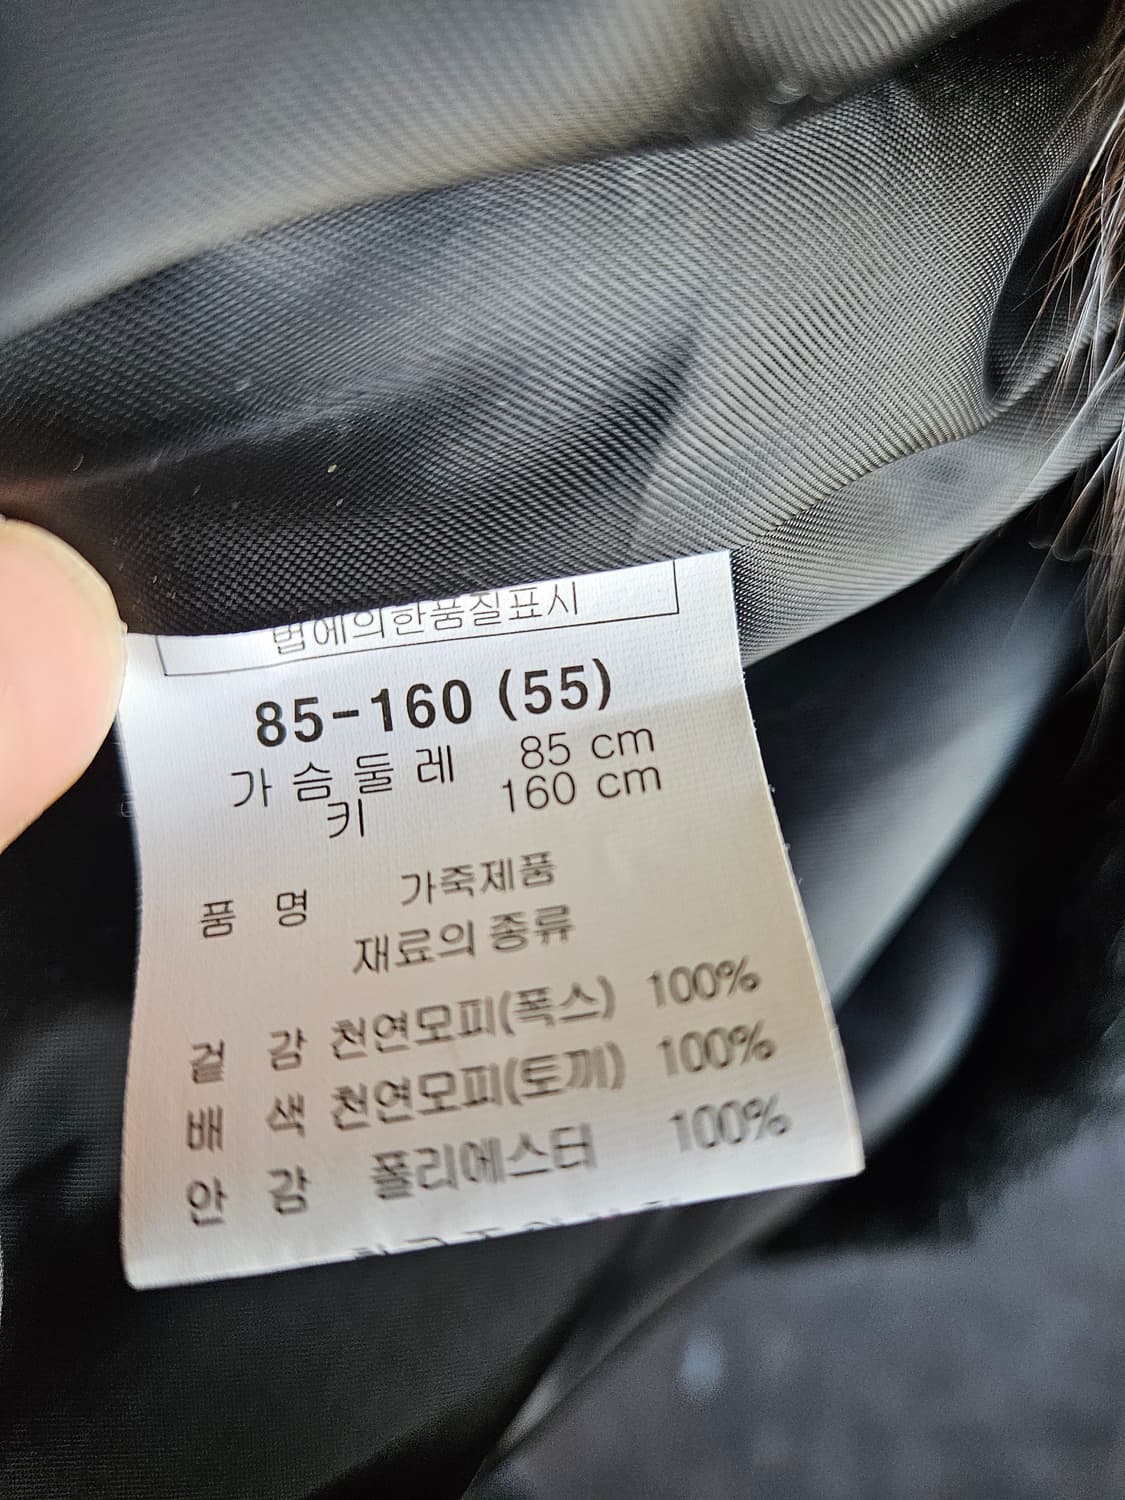 법에의한품질표시
85-160 (55)
가슴둘레 85 cm
키 160 cm
품 명 가죽제품
재료의 종류
겉 감 천연모피(폭스) 100%
배 색 천연모피(토끼) 100%
안 감 폴리에스터 100%